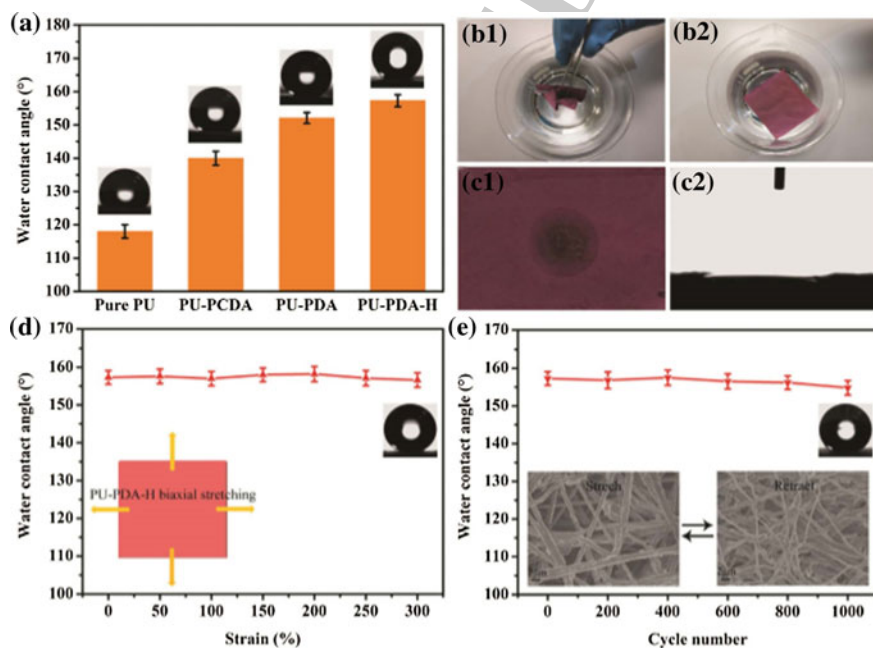 (a)
180
170
160
150
140
130
120
110
100
Water contact angle (°)
Pure PU PU-PCDA PU-PDA PU-PDA-H
(b1)
(b2)
(c1)
(c2)
(d)
170
160
150
140
130
120
110
100
Water contact angle (°)
PU-PDA-H biaxial stretching
0 50 100 150 200 250 300
Strain (%)
(e)
170
160
150
140
130
120
110
100
Water contact angle (°)
Strech
Retract
0 200 400 600 800 1000
Cycle number